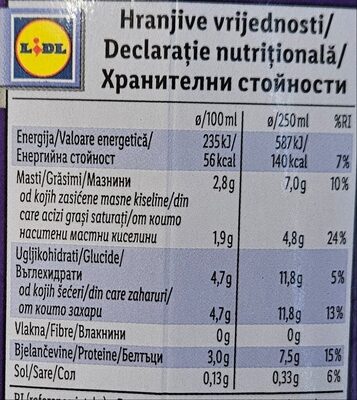 LIDL
Hranjive vrijednosti/
Declarație nutrițională/
Хранителни стойности
ø/100 ml ø/250 ml %RI
Energija/Valoare energetică/ 235 kJ/ 587 kJ/
Енергийна стойност 56 kcal 140 kcal 7%
Masti/Grăsimi/Мазнини 2,8g 7,0g 10%
od kojih zasićene masne kiseline/din
care acizi grași saturați/от които
наситени мастни киселини 1,9g 4,8g 24%
Ugljikohidrati/Glucide/
Въглехидрати 4,7g 11,8g 5%
od kojih šećeri/din care zaharuri/
от които захари 4,7g 11,8g 13%
Vlakna/Fibre/Влакнини 0g 0g
Bjelančevine/Proteine/Белтъци 3,0g 7,5g 15%
Sol/Sare/Сол 0,13g 0,33g 6%